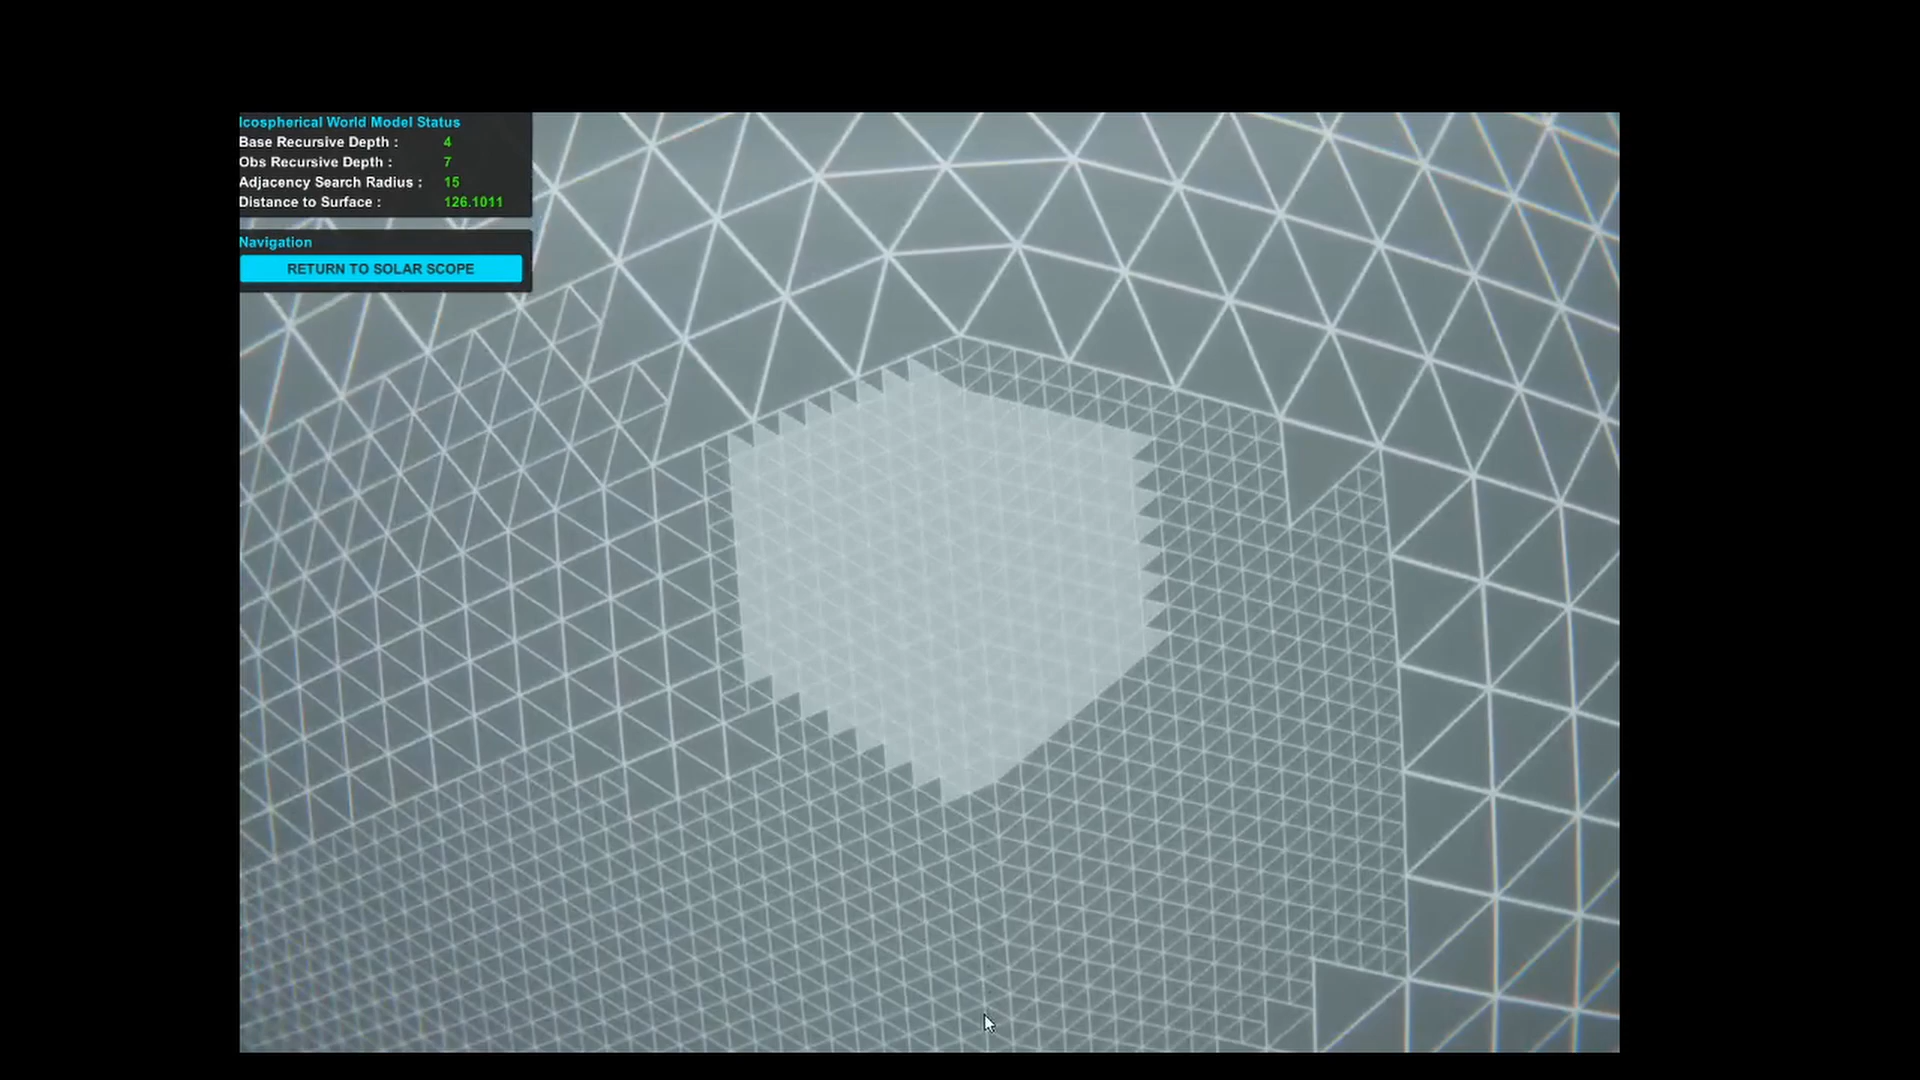 Icospherical World Model Status
Base Recursive Depth : 4
Obs Recursive Depth : 7
Adjacency Search Radius : 15
Distance to Surface : 126.1011
Navigation
RETURN TO SOLAR SCOPE